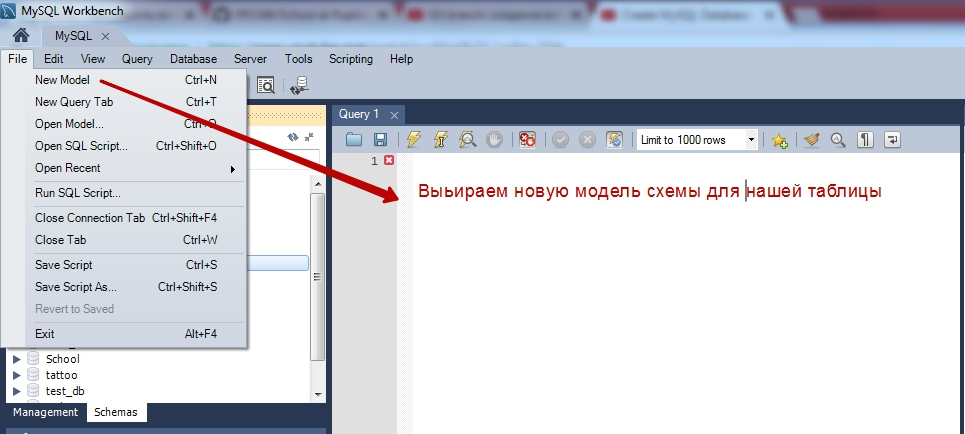 MySQL Workbench
MySQL
File Edit View Query Database Server Tools Scripting Help
New Model Ctrl+N
New Query Tab Ctrl+T
Open Model... Ctrl+O
Open SQL Script... Ctrl+Shift+O
Open Recent
Run SQL Script...
Close Connection Tab Ctrl+Shift+F4
Close Tab Ctrl+W
Save Script Ctrl+S
Save Script As... Ctrl+Shift+S
Revert to Saved
Exit Alt+F4
School
tattoo
test_db
Management Schemas
Query 1
Limit to 1000 rows
1
Выьираем новую модель схемы для нашей таблицы